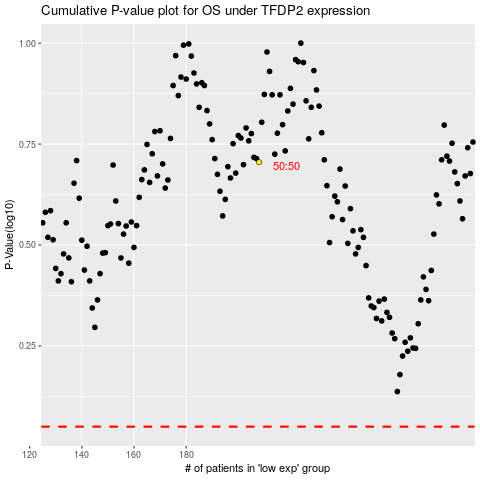 Cumulative P-value plot for OS under TFDP2 expression
P-Value(log10)
1.00
0.75
0.50
0.25
50:50
120 140 160 180
# of patients in 'low exp' group